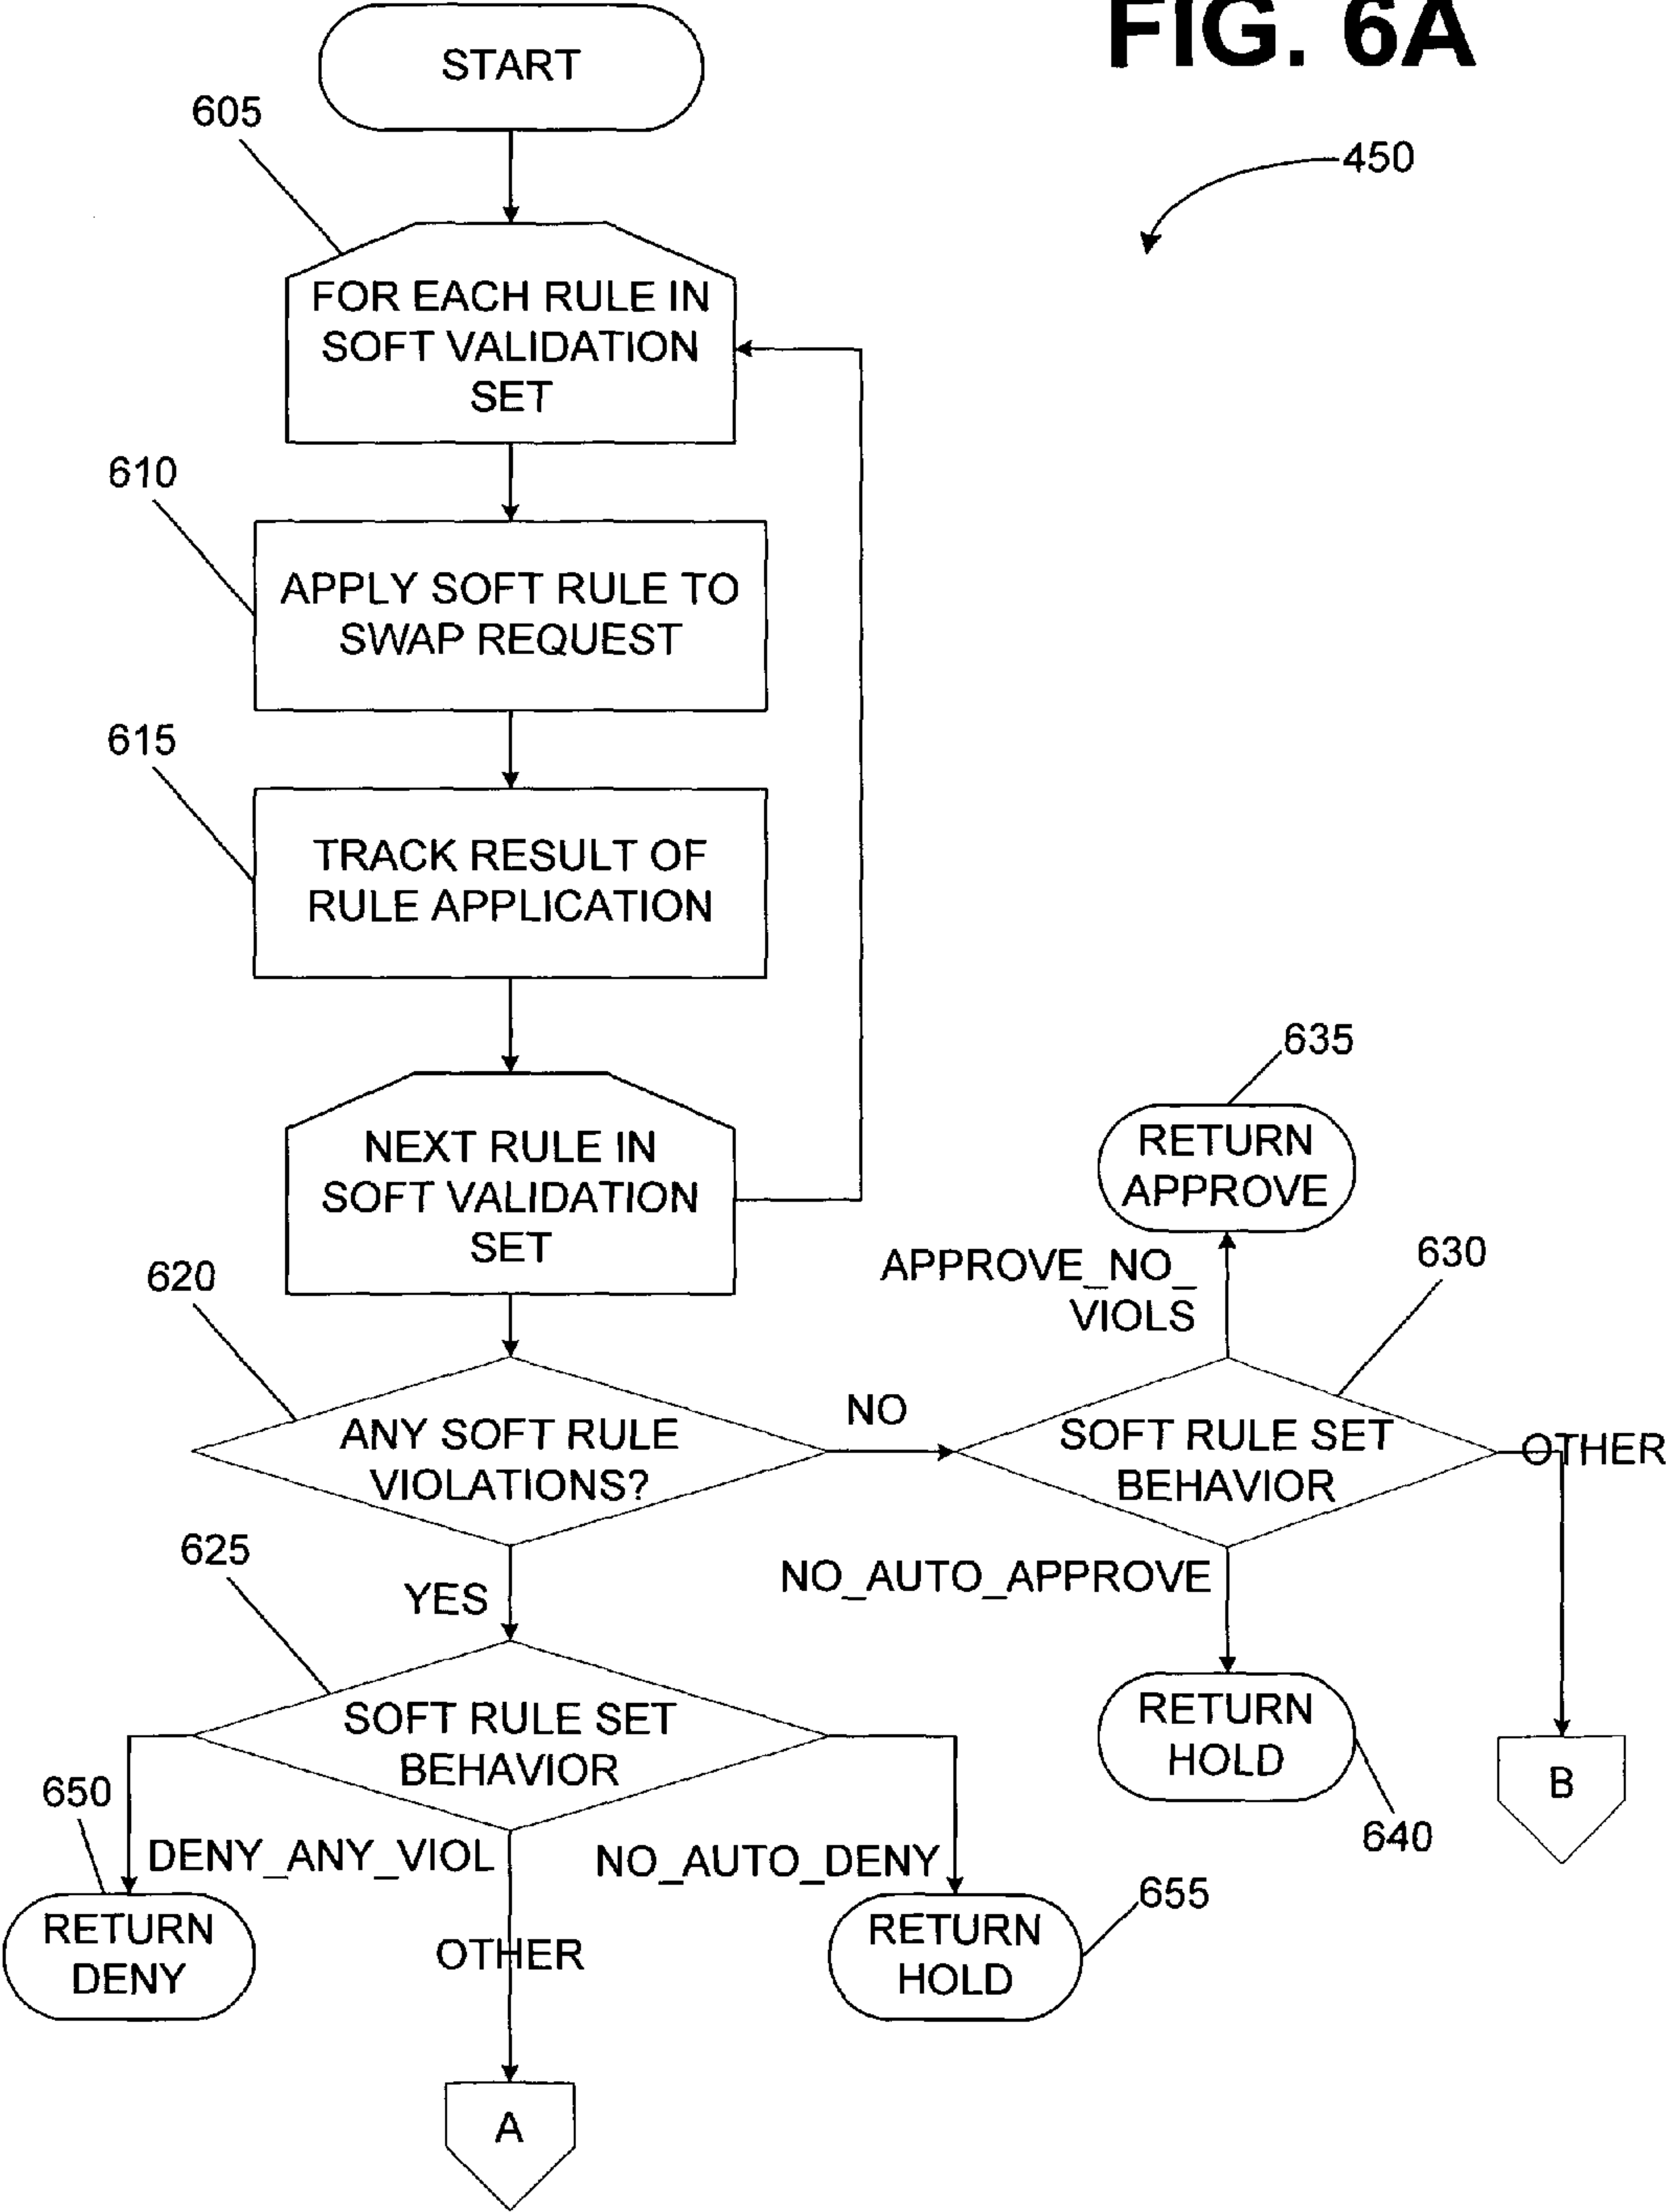 FIG. 6A
START
605
450
FOR EACH RULE IN
SOFT VALIDATION
SET
610
APPLY SOFT RULE TO
SWAP REQUEST
615
TRACK RESULT OF
RULE APPLICATION
635
NEXT RULE IN
SOFT VALIDATION
SET
RETURN
APPROVE
620
APPROVE_NO_
VIOLS
630
ANY SOFT RULE
VIOLATIONS?
NO
SOFT RULE SET
BEHAVIOR
OTHER
625
YES
NO_AUTO_APPROVE
SOFT RULE SET
BEHAVIOR
RETURN
HOLD
B
640
650
DENY_ANY_VIOL
NO_AUTO_DENY
655
RETURN
DENY
OTHER
RETURN
HOLD
A